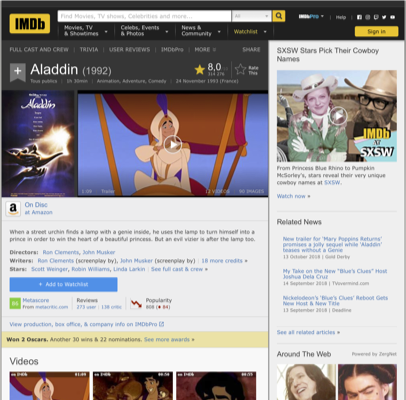 IMDb
Find Movies, TV shows, Celebrities and more...
All
IMDbPro
Help
Movies, TV & Showtimes
Celebs, Events & Photos
News & Community
Watchlist
Sign in
FULL CAST AND CREW | TRIVIA | USER REVIEWS | IMDbPro | MORE
SHARE
Aladdin (1992)
8,0
Rate This
Tous publics | 1h 30min | Animation, Adventure, Comedy | 24 November 1993 (France)
Aladdin
1:09 | Trailer
12 VIDEOS
90 IMAGES
a
On Disc
at Amazon
When a street urchin finds a lamp with a genie inside, he uses the lamp to turn himself into a
prince in order to win the heart of a beautiful princess. But an evil vizier is after the lamp too.
Directors: Ron Clements, John Musker
Writers: Ron Clements (screenplay by), John Musker (screenplay by) | 18 more credits »
Stars: Scott Weinger, Robin Williams, Linda Larkin | See full cast & crew »
+ Add to Watchlist
Metascore
From metacritic.com
Reviews
273 user | 138 critic
Popularity
View production, box office, & company info on IMDbPro
Won 2 Oscars. Another 30 wins & 22 nominations. See more awards »
Videos
SXSW Stars Pick Their Cowboy
Names
IMDb
AT
SXSW
From Princess Blue Rhino to Pumpkin
McSorley's, stars reveal their very unique
cowboy names at SXSW.
Watch now »
Related News
New trailer for 'Mary Poppins Returns'
promises a jolly sequel while 'Aladdin'
teases without a Genie
13 October 2018 | Gold Derby
My Take on the New "Blue's Clues" Host
Joshua Dela Cruz
14 September 2018 | TVovermind.com
Nickelodeon's 'Blue's Clues' Reboot Gets
New Host & New Title
13 September 2018 | Deadline
See all related articles »
Around The Web
Powered by ZergNet